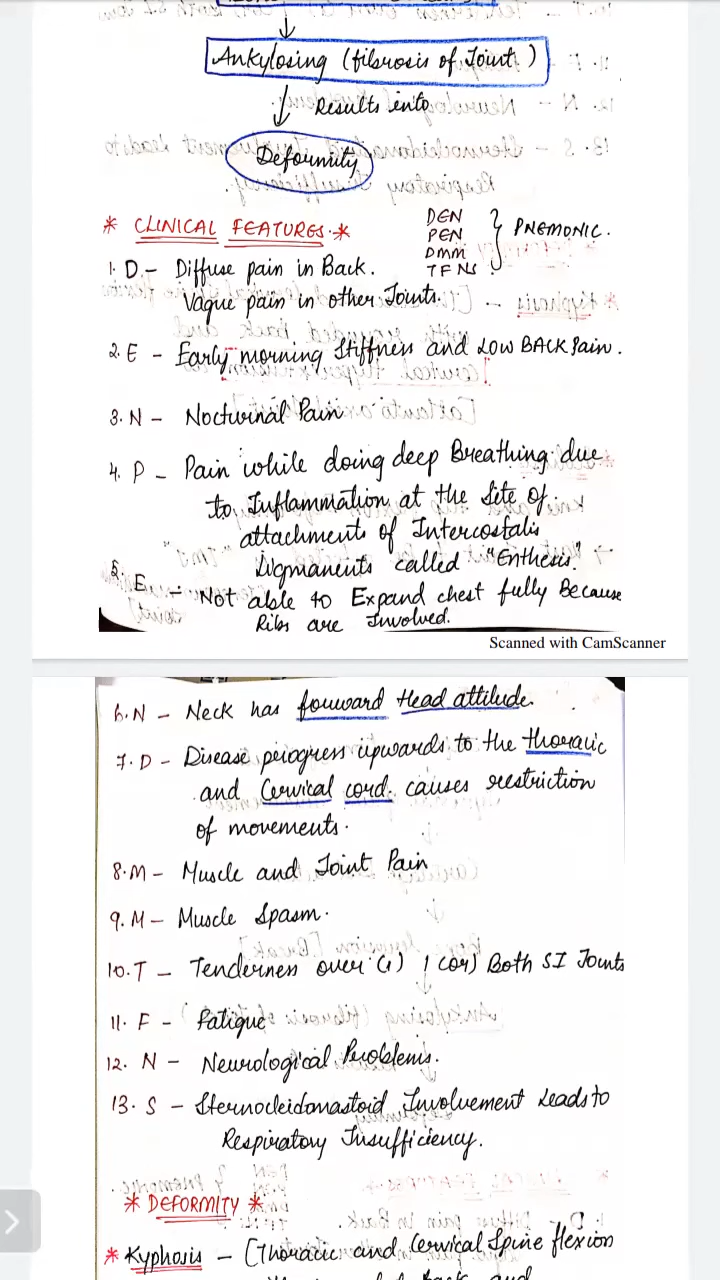 Ankylosing (fibrosis of Joint)
Results into
Deformity
* CLINICAL FEATURES.*
DEN
PEN
DMM
TFNS
PNEMONIC.
1. D.- Diffuse pain in Back.
Vague pain in other Joints.
2. E - Early morning Stiffness and LOW BACK Pain.
3. N - Nocturnal Pain
4. P - Pain while doing deep Breathing due
to Inflammation at the Site of
attachments of Intercostalis
Ligmanents called "Enthesis".
5. E - Not able to Expand chest fully Because
Ribs are Involved.
Scanned with CamScanner
6. N - Neck has forward Head attitude.
7. D - Disease progress upwards to the thoracic
and Cervical cord. causes restriction
of movements.
8. M - Muscle and Joint Pain
9. M - Muscle Spasm.
10. T - Tendernen over (1) 1 (or) Both SI Joints
11. F - Fatigue
12. N - Neurological Problems.
13. S - Sternocleidomastoid Involvement Leads to
Respiratory Insufficiency.
* DEFORMITY *
* Kyphosis - [Thoracic and Cervical Spine flexion